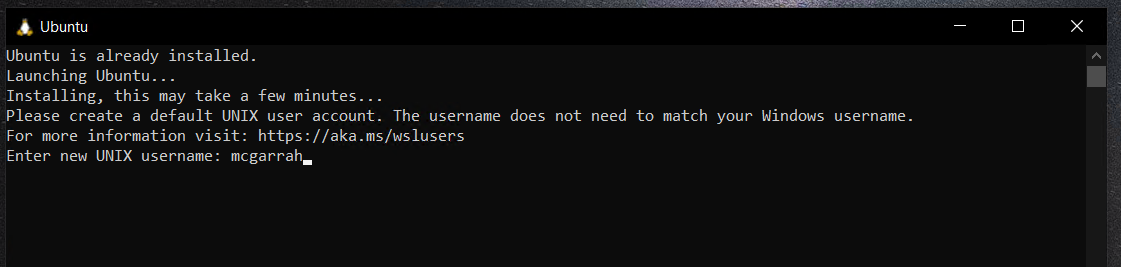 Ubuntu
Ubuntu is already installed.
Launching Ubuntu...
Installing, this may take a few minutes...
Please create a default UNIX user account. The username does not need to match your Windows username.
For more information visit: https://aka.ms/wslusers
Enter new UNIX username: mcgarrah